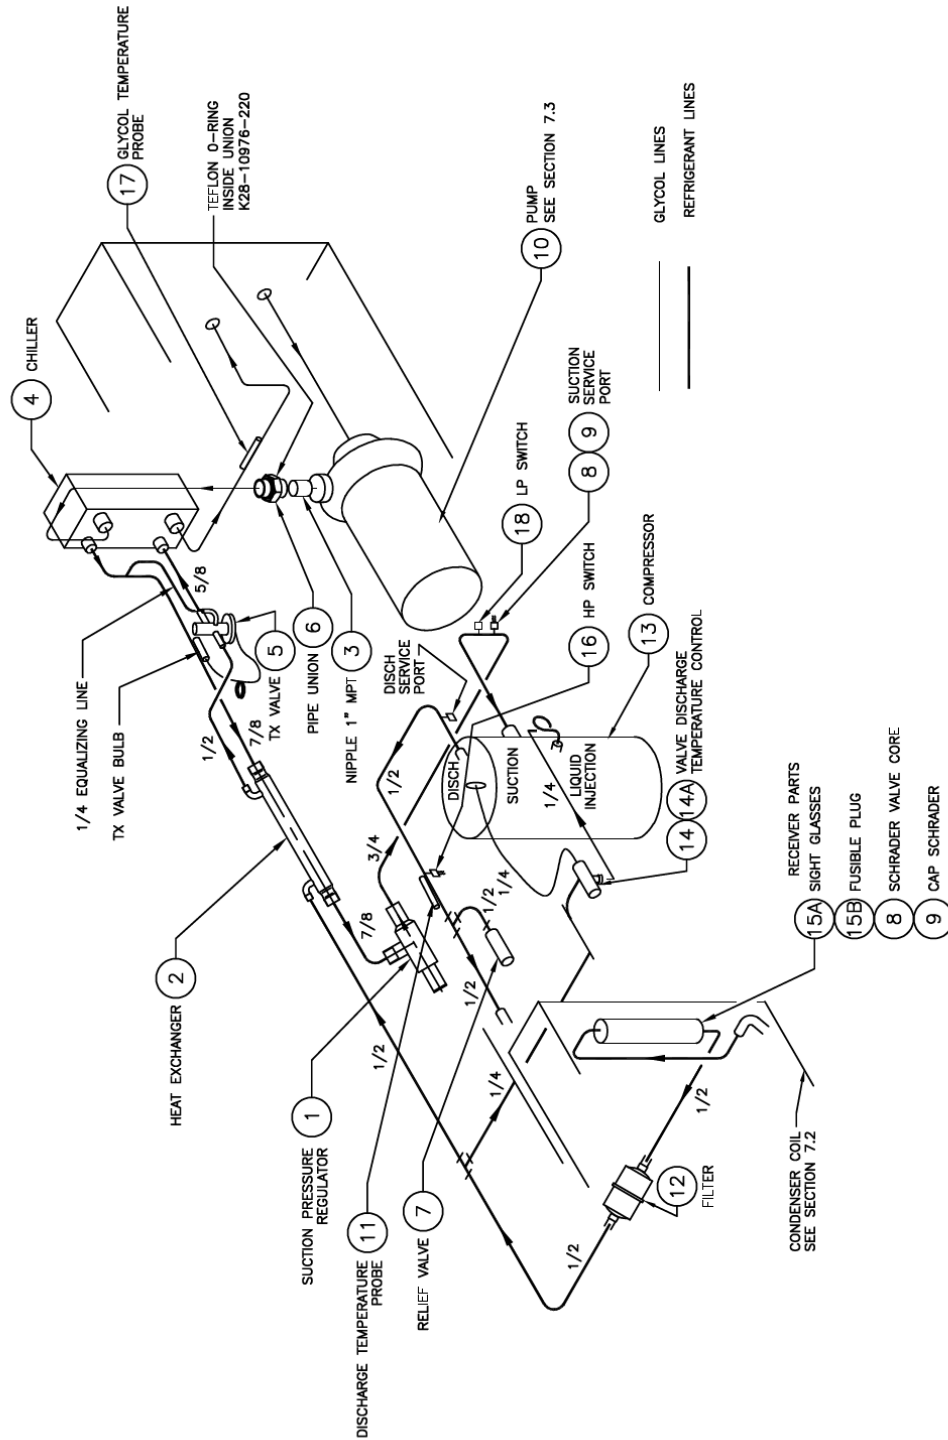 17
GLYCOL TEMPERATURE
PROBE
TEFLON O-RING
INSIDE UNION
K28-10976-220
4
CHILLER
10
PUMP
SEE SECTION 7.3
GLYCOL LINES
REFRIGERANT LINES
8
9
SUCTION
SERVICE
PORT
18
LP SWITCH
16
HP SWITCH
13
COMPRESSOR
14
14A
VALVE DISCHARGE
TEMPERATURE CONTROL
RECEIVER PARTS
15A
SIGHT GLASSES
15B
FUSIBLE PLUG
8
SCHRADER VALVE CORE
9
CAP SCHRADER
1/4 EQUALIZING LINE
TX VALVE BULB
5/8
1/2
7/8
TX VALVE
5
PIPE UNION
6
NIPPLE 1" MPT
3
DISCH
SERVICE
PORT
DISCH
SUCTION
LIQUID
INJECTION
1/4
1/2
3/4
7/8
1/2
1/4
1/2
HEAT EXCHANGER
2
1/2
1/4
SUCTION PRESSURE
REGULATOR
1
DISCHARGE TEMPERATURE
PROBE
11
RELIEF VALVE
7
1/2
12
FILTER
1/2
CONDENSER COIL
SEE SECTION 7.2